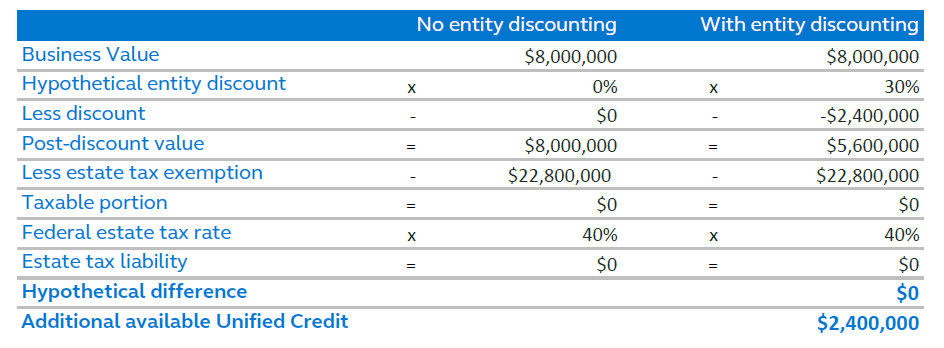 No entity discounting With entity discounting
Business Value $8,000,000 $8,000,000
Hypothetical entity discount x 0% x 30%
Less discount - $0 - -$2,400,000
Post-discount value = $8,000,000 = $5,600,000
Less estate tax exemption - $22,800,000 - $22,800,000
Taxable portion = $0 = $0
Federal estate tax rate x 40% x 40%
Estate tax liability = $0 = $0
Hypothetical difference $0
Additional available Unified Credit $2,400,000